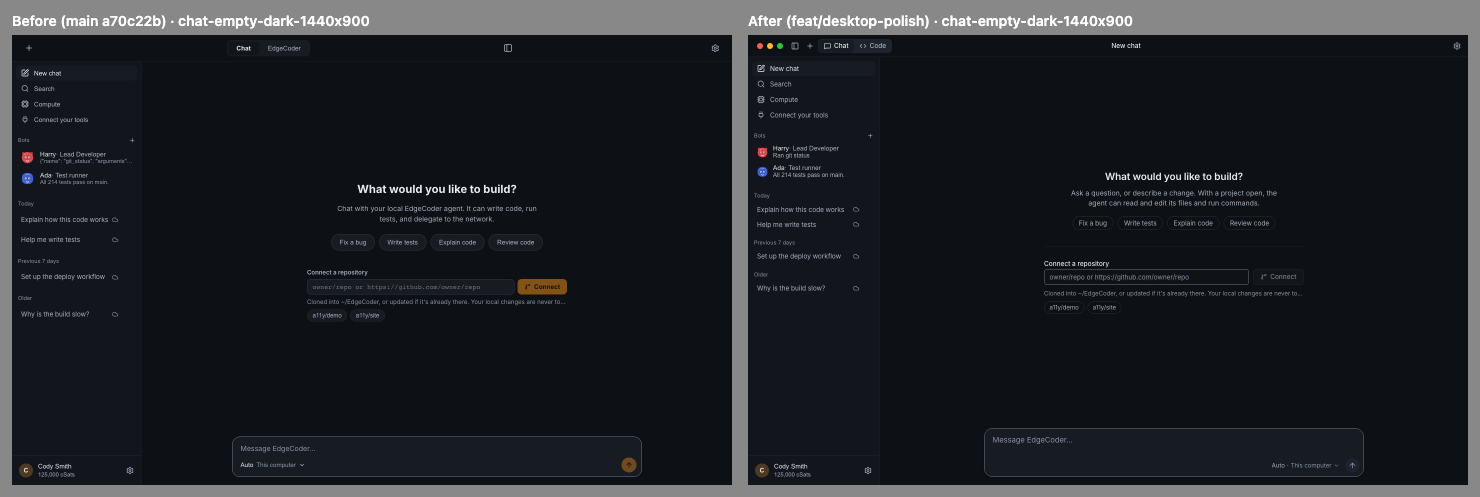 Before (main a70c22b) · chat-empty-dark-1440x900
Chat EdgeCoder
New chat
Search
Compute
Connect your tools
Bots
Harry· Lead Developer
{"name": "git_status", "arguments"...
Ada· Test runner
All 214 tests pass on main.
Today
Explain how this code works
Help me write tests
Previous 7 days
Set up the deploy workflow
Older
Why is the build slow?
C
Cody Smith
125,000 cSats
What would you like to build?
Chat with your local EdgeCoder agent. It can write code, run
tests, and delegate to the network.
Fix a bug Write tests Explain code Review code
Connect a repository
owner/repo or https://github.com/owner/repo Connect
Cloned into ~/EdgeCoder, or updated if it's already there. Your local changes are never to...
a11y/demo a11y/site
Message EdgeCoder...
Auto This computer
After (feat/desktop-polish) · chat-empty-dark-1440x900
Chat Code New chat
New chat
Search
Compute
Connect your tools
Bots
Harry· Lead Developer
Ran git status
Ada· Test runner
All 214 tests pass on main.
Today
Explain how this code works
Help me write tests
Previous 7 days
Set up the deploy workflow
Older
Why is the build slow?
C
Cody Smith
125,000 cSats
What would you like to build?
Ask a question, or describe a change. With a project open, the
agent can read and edit its files and run commands.
Fix a bug Write tests Explain code Review code
Connect a repository
owner/repo or https://github.com/owner/repo Connect
Cloned into ~/EdgeCoder, or updated if it's already there. Your local changes are never to...
a11y/demo a11y/site
Message EdgeCoder...
Auto · This computer